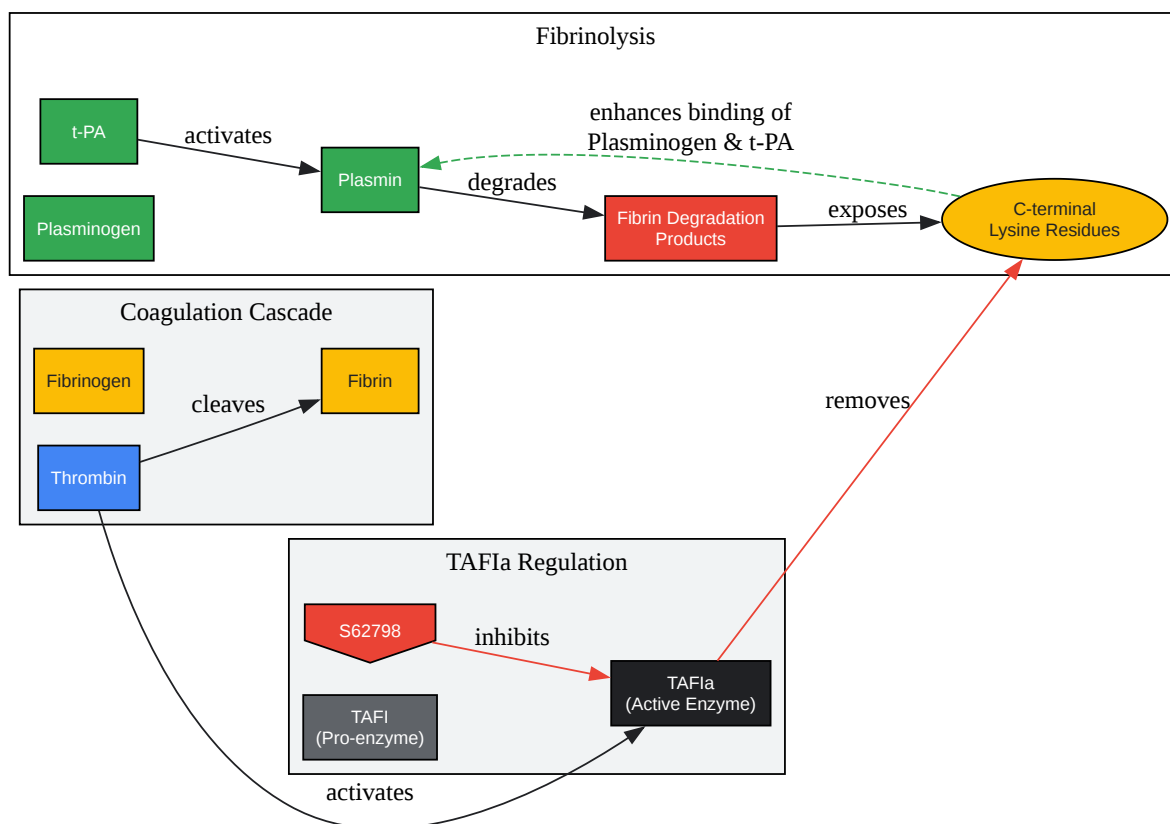 Fibrinolysis
t-PA
activates
Plasminogen
Plasmin
degrades
enhances binding of
Plasminogen & t-PA
Fibrin Degradation
Products
exposes
C-terminal
Lysine Residues
Coagulation Cascade
Fibrinogen
Fibrin
cleaves
Thrombin
removes
TAFIa Regulation
S62798
inhibits
TAFIa
(Active Enzyme)
TAFI
(Pro-enzyme)
activates